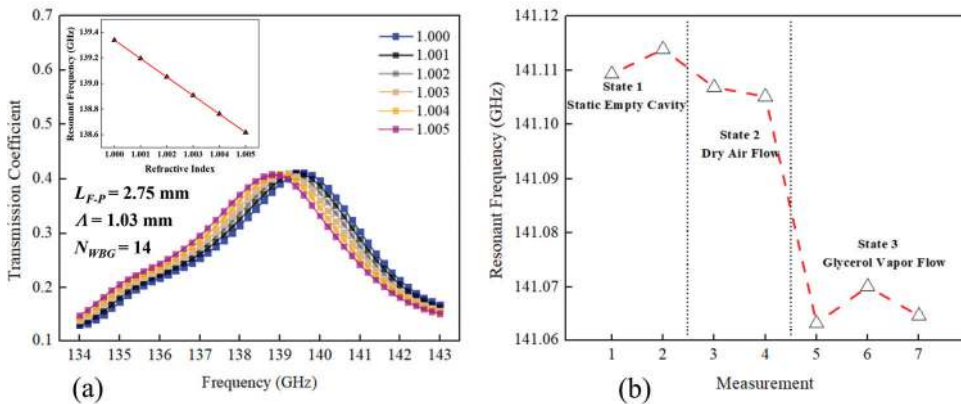 0.7
0.6
0.5
0.4
0.3
0.2
0.1
Transmission Coefficient
139.4
139.2
139.0
138.8
138.6
Resonant Frequency (GHz)
1.000 1.001 1.002 1.003 1.004 1.005
Refractive Index
1.000
1.001
1.002
1.003
1.004
1.005
L_F-P = 2.75 mm
Λ = 1.03 mm
N_WBG = 14
134 135 136 137 138 139 140 141 142 143
(a) Frequency (GHz)
141.12
141.11
141.10
141.09
141.08
141.07
141.06
Resonant Frequency (GHz)
State 1
Static Empty Cavity
State 2
Dry Air Flow
State 3
Glycerol Vapor Flow
1 2 3 4 5 6 7
(b) Measurement